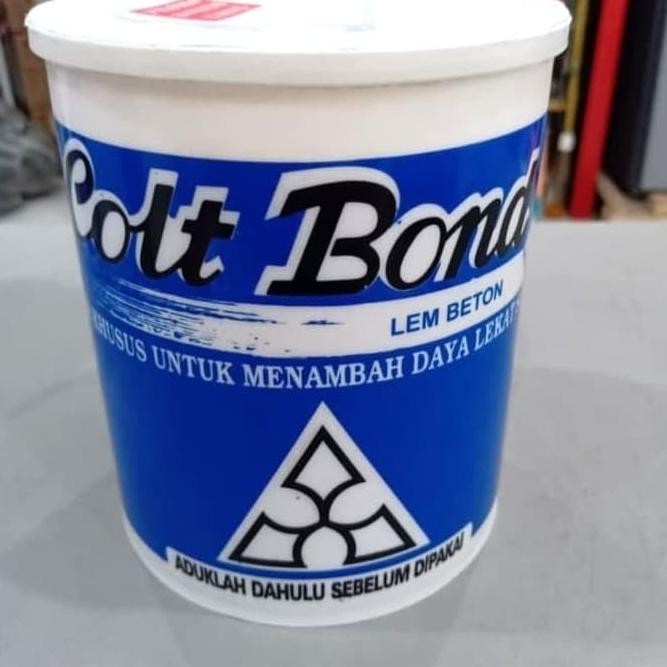 Colt Bond
LEM BETON
KHUSUS UNTUK MENAMBAH DAYA LEKAT
ADUKLAH DAHULU SEBELUM DIPAKAI